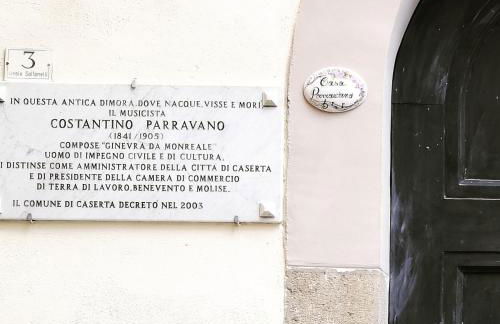 3
IN QUESTA ANTICA DIMORA, DOVE NACQUE, VISSE E MORÌ
IL MUSICISTA
COSTANTINO PARRAVANO
(1841/1905)
COMPOSE "GINEVRA DA MONREALE"
UOMO DI IMPEGNO CIVILE E DI CULTURA,
SI DISTINSE COME AMMINISTRATORE DELLA CITTÀ DI CASERTA
E DI PRESIDENTE DELLA CAMERA DI COMMERCIO
DI TERRA DI LAVORO, BENEVENTO E MOLISE.
IL COMUNE DI CASERTA DECRETÒ NEL 2003
Casa